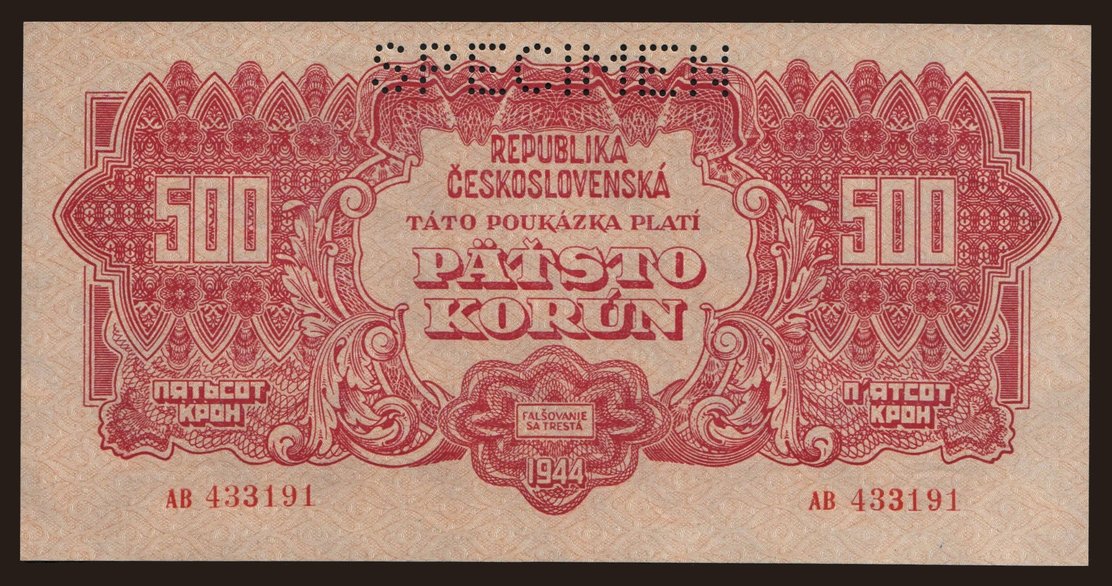 SPECIMEN
REPUBLIKA
ČESKOSLOVENSKÁ
TÁTO POUKÁZKA PLATÍ
500
500
PÄŤSTO
KORÚN
ПЯТЬСОТ
КРОН
П'ЯТСОТ
КРОН
FALŠOVANIE
SA TRESTÁ
1944
AB 433191
AB 433191